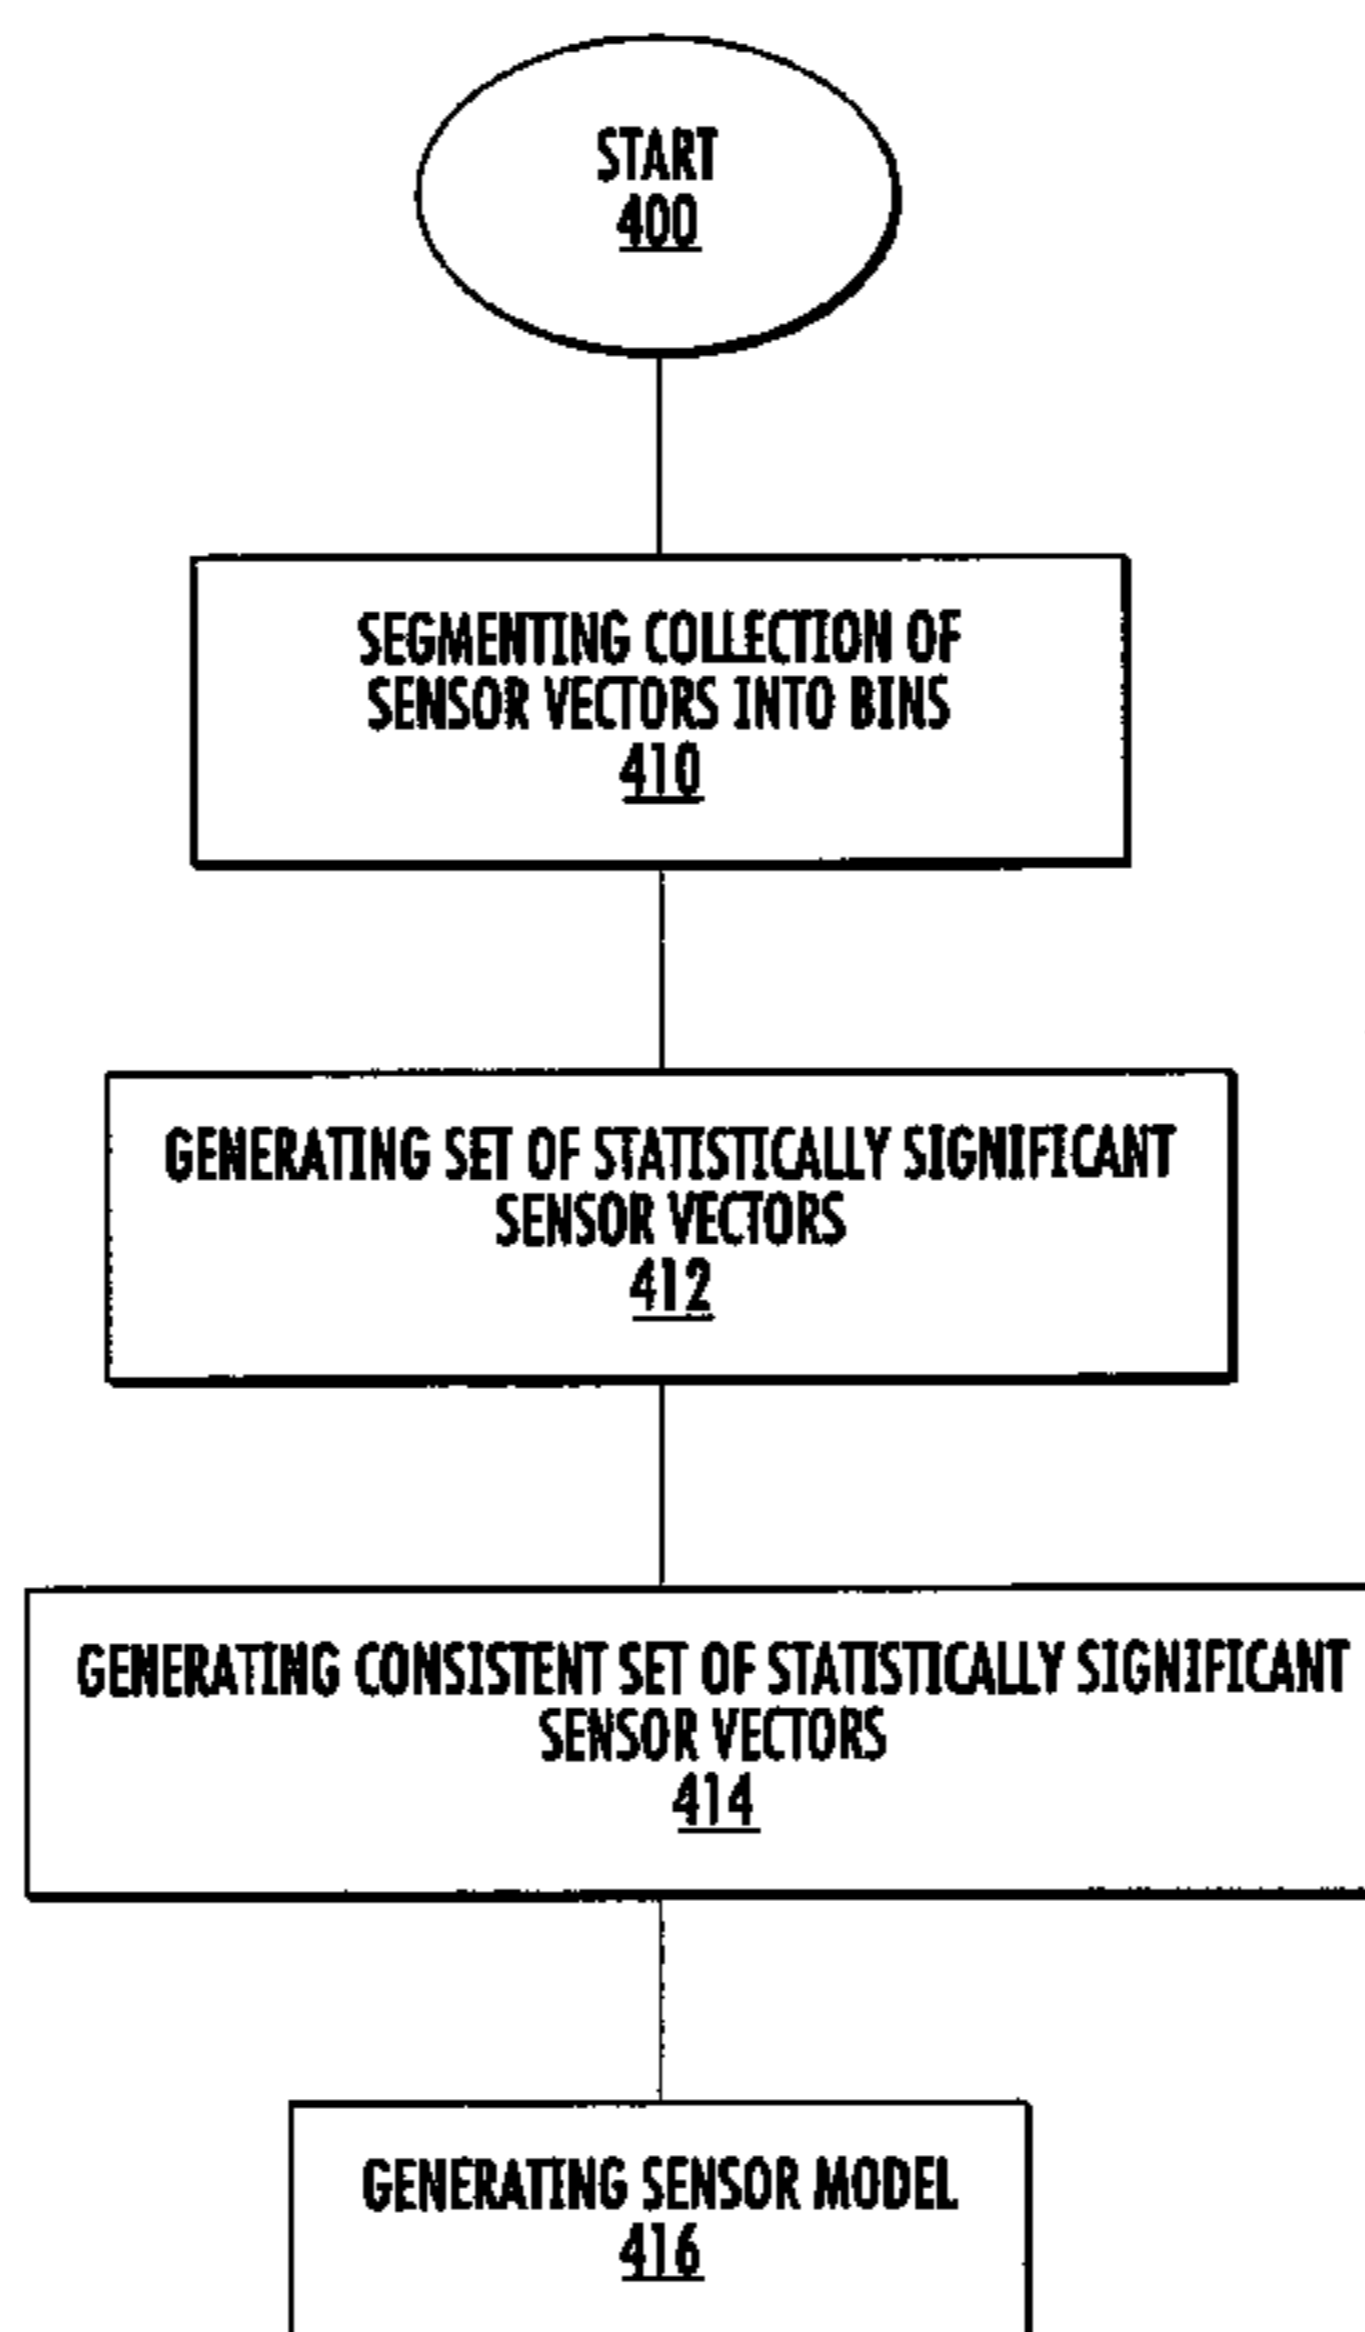 START
400
SEGMENTING COLLECTION OF
SENSOR VECTORS INTO BINS
410
GENERATING SET OF STATISTICALLY SIGNIFICANT
SENSOR VECTORS
412
GENERATING CONSISTENT SET OF STATISTICALLY SIGNIFICANT
SENSOR VECTORS
414
GENERATING SENSOR MODEL
416